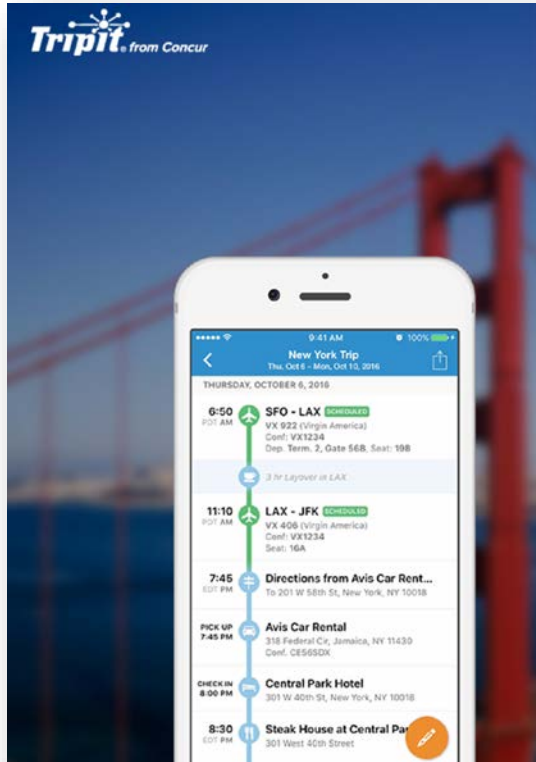 TripIt® from Concur
9:41 AM 100%
New York Trip
Thu, Oct 6 – Mon, Oct 10, 2016
THURSDAY, OCTOBER 6, 2016
6:50 SFO - LAX SCHEDULED
PDT AM VX 922 (Virgin America)
Conf: VX1234
Dep. Term. 2, Gate 56B, Seat: 19B
3 hr Layover in LAX
11:10 LAX - JFK SCHEDULED
PDT AM VX 406 (Virgin America)
Conf: VX1234
Seat: 16A
7:45 Directions from Avis Car Rent...
EDT PM To 201 W 58th St, New York, NY 10018
PICK UP Avis Car Rental
7:45 PM 318 Federal Cir, Jamaica, NY 11430
Conf. CE565DX
CHECK IN Central Park Hotel
8:00 PM 301 W 40th St, New York, NY 10018
8:30 Steak House at Central Par
EDT PM 301 West 40th Street